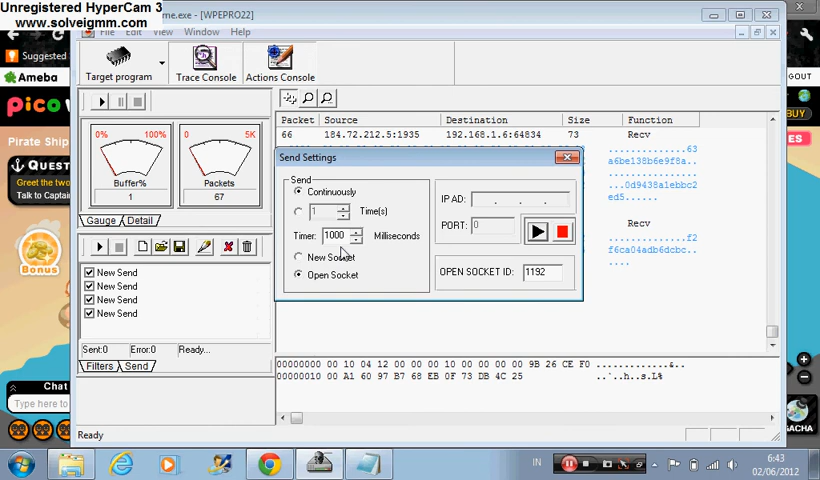 Unregistered HyperCam 3
www.solveigmm.com
ne.exe - [WPEPRO22]
File Edit View Window Help
Target program
Trace Console
Actions Console
Suggested
Ameba
OGOUT
pico
BUY
Pirate Ship
QUEST
Greet the two
Talk to Captain
Bonus
0% 100% 0 5K
Buffer% Packets
1 67
Gauge Detail
New Send
New Send
New Send
New Send
Sent:0 Error:0 Ready...
Filters Send
Packet Source Destination Size Function
66 184.72.212.5:1935 192.168.1.6:64834 73 Recv
63
a6be138b6e9f8a..
...0d9438a1ebbc2
ed5......
Recv
f2
f6ca04adb6dcbc..
....
Send Settings
Send
Continuously
1 Time(s)
Timer: 1000 Milliseconds
New Socket
Open Socket
IP AD: . . .
PORT: 0
OPEN SOCKET ID: 1192
00000000 00 10 04 12 00 00 00 10 00 00 00 00 9B 26 CE F0 .............&..
00000010 00 A1 60 97 B7 68 EB 0F 73 DB 4C 25 ..`..h..s.L%
Chat
Type here to
GACHA
Ready
IN
6:43
02/06/2012